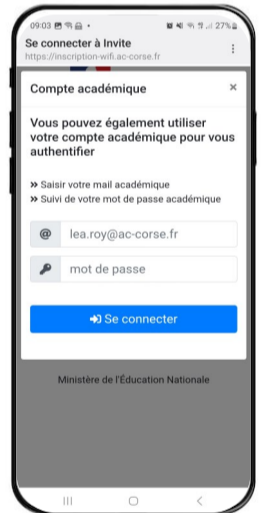 09:03
27%
Se connecter à Invite
https://inscription-wifi.ac-corse.fr
Compte académique ×
Vous pouvez également utiliser
votre compte académique pour vous
authentifier
» Saisir votre mail académique
» Suivi de votre mot de passe académique
@ lea.roy@ac-corse.fr
mot de passe
Se connecter
Ministère de l'Éducation Nationale